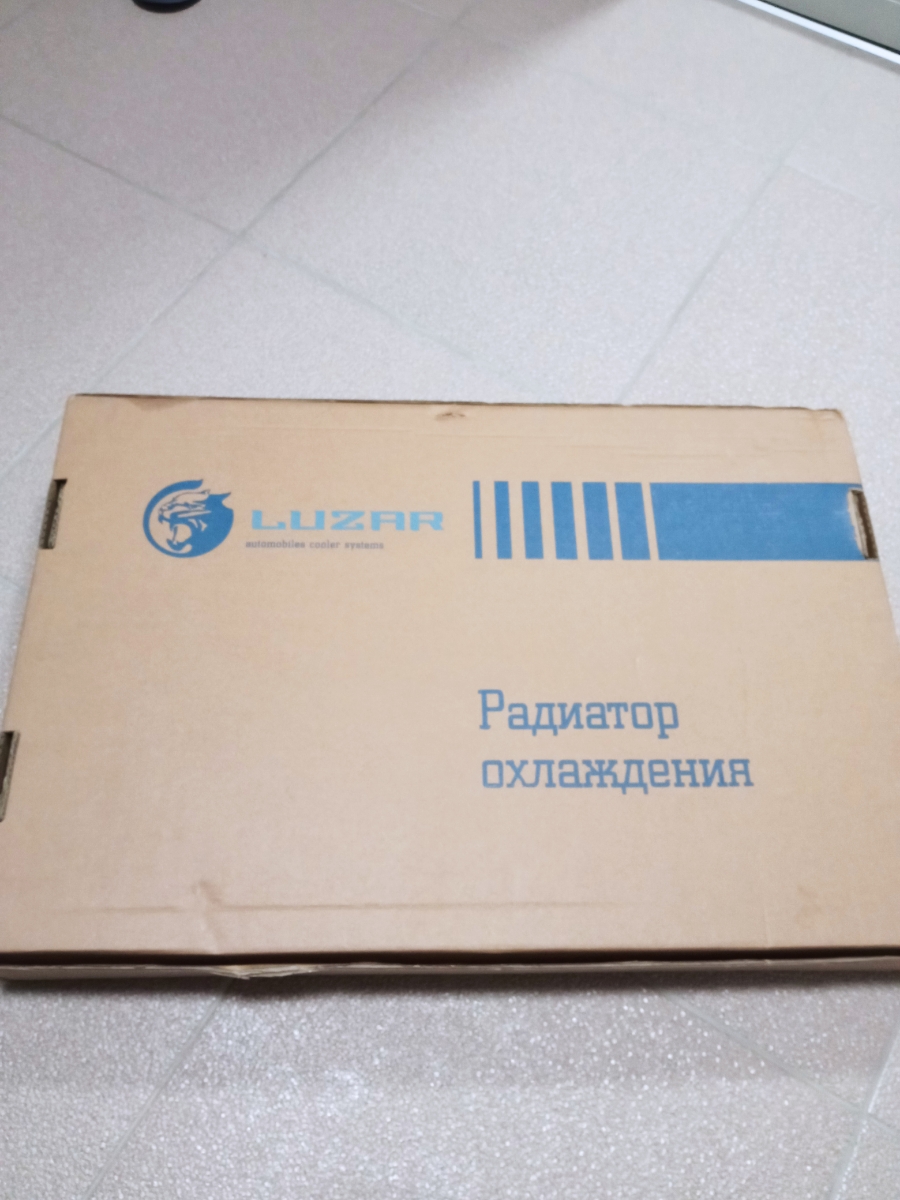 LUZAR
automobiles cooler systems
Радиатор
охлаждения